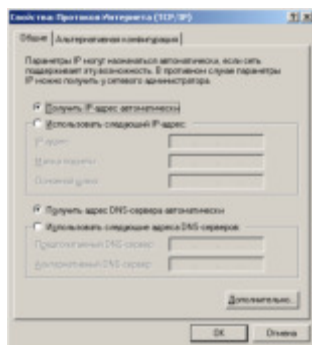 Свойства: Протокол Интернета (TCP/IP)
Общие Альтернативная конфигурация
Параметры IP могут назначаться автоматически, если сеть
поддерживает эту возможность. В противном случае параметры
IP можно получить у сетевого администратора.
Получить IP-адрес автоматически
Использовать следующий IP-адрес:
IP-адрес:
Маска подсети:
Основной шлюз:
Получить адрес DNS-сервера автоматически
Использовать следующие адреса DNS-серверов:
Предпочитаемый DNS-сервер:
Альтернативный DNS-сервер:
Дополнительно...
OK Отмена